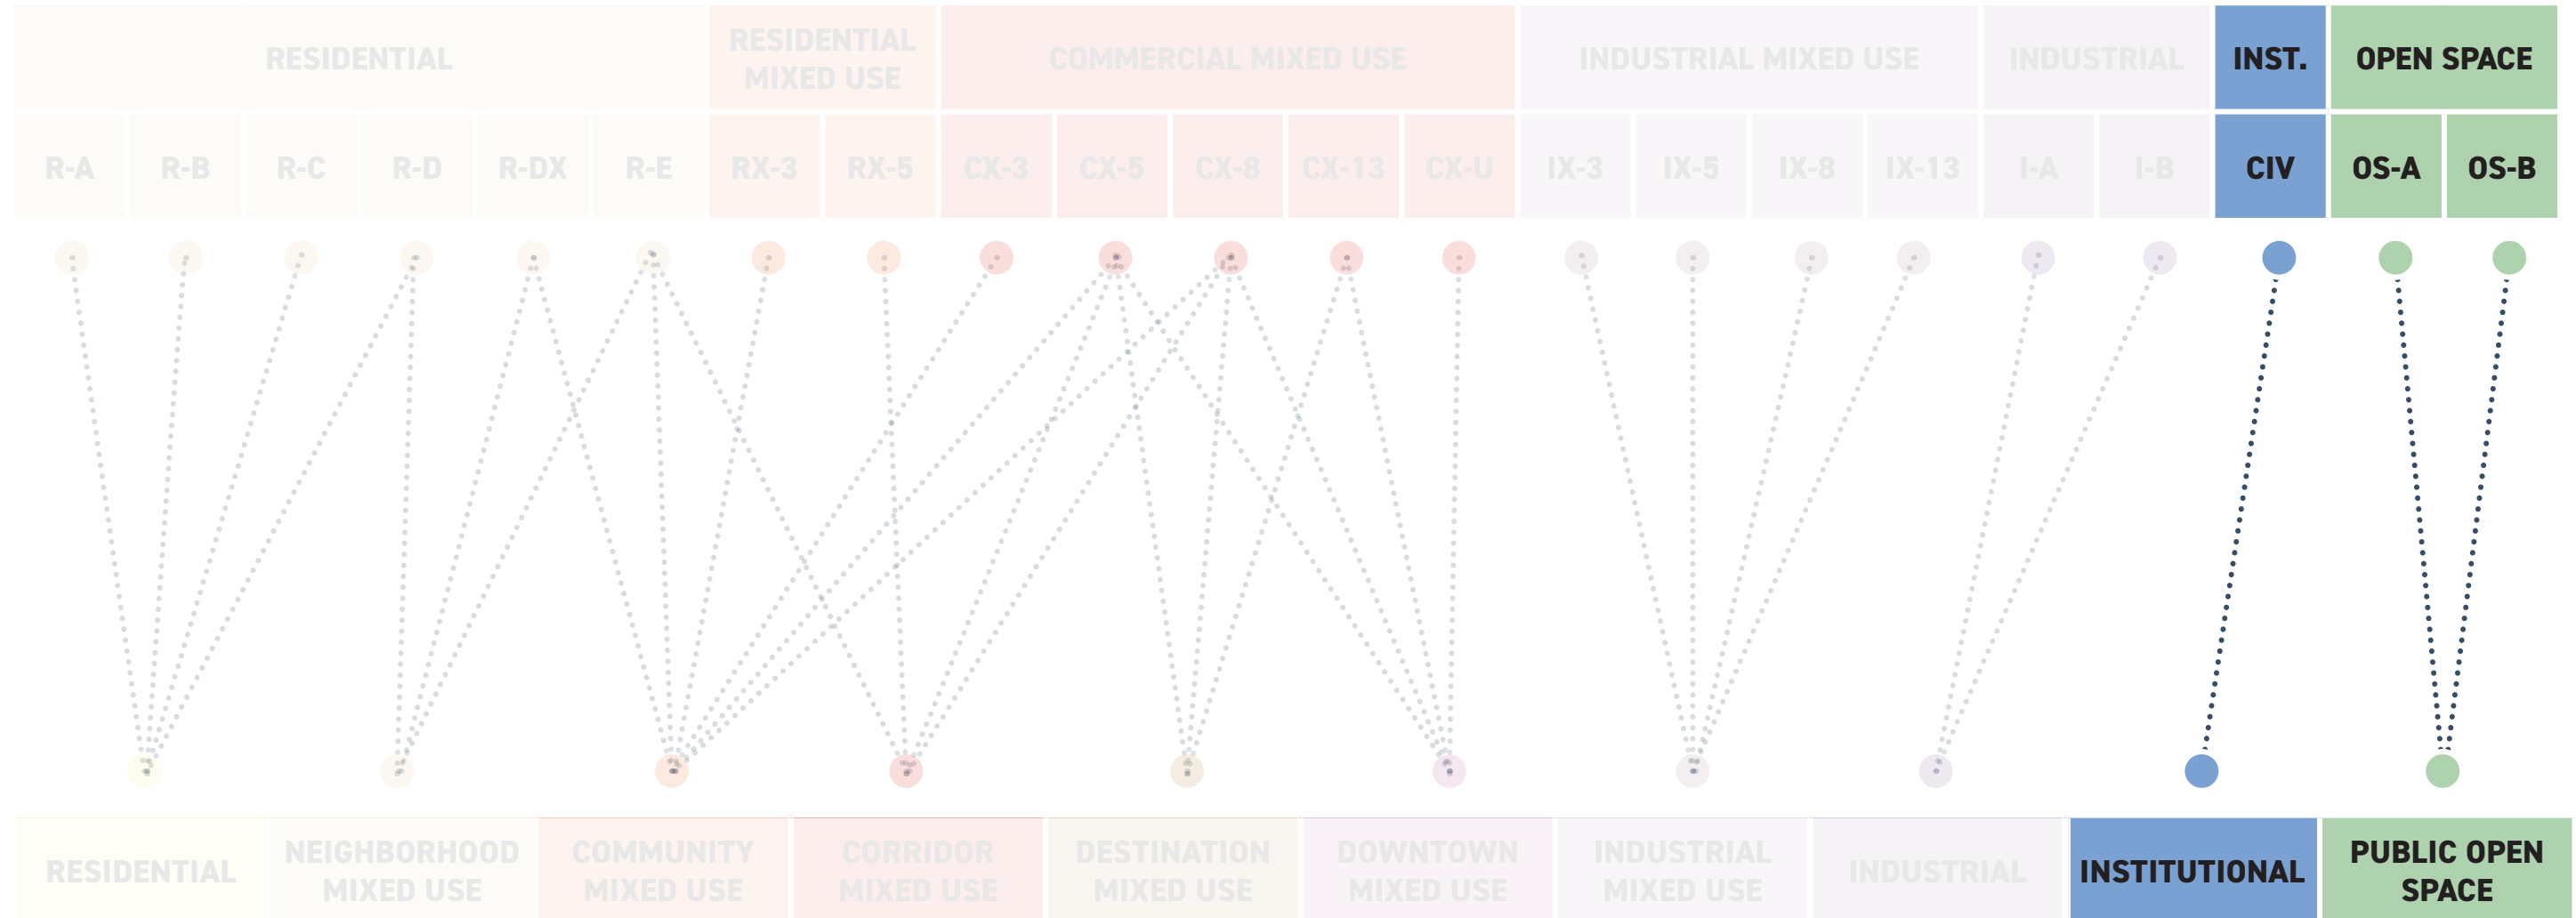 RESIDENTIAL
RESIDENTIAL
MIXED USE
COMMERCIAL MIXED USE
INDUSTRIAL MIXED USE
INDUSTRIAL
INST.
OPEN SPACE
R-A
R-B
R-C
R-D
R-DX
R-E
RX-3
RX-5
CX-3
CX-5
CX-8
CX-13
CX-U
IX-3
IX-5
IX-8
IX-13
I-A
I-B
CIV
OS-A
OS-B
RESIDENTIAL
NEIGHBORHOOD
MIXED USE
COMMUNITY
MIXED USE
CORRIDOR
MIXED USE
DESTINATION
MIXED USE
DOWNTOWN
MIXED USE
INDUSTRIAL
MIXED USE
INDUSTRIAL
INSTITUTIONAL
PUBLIC OPEN
SPACE